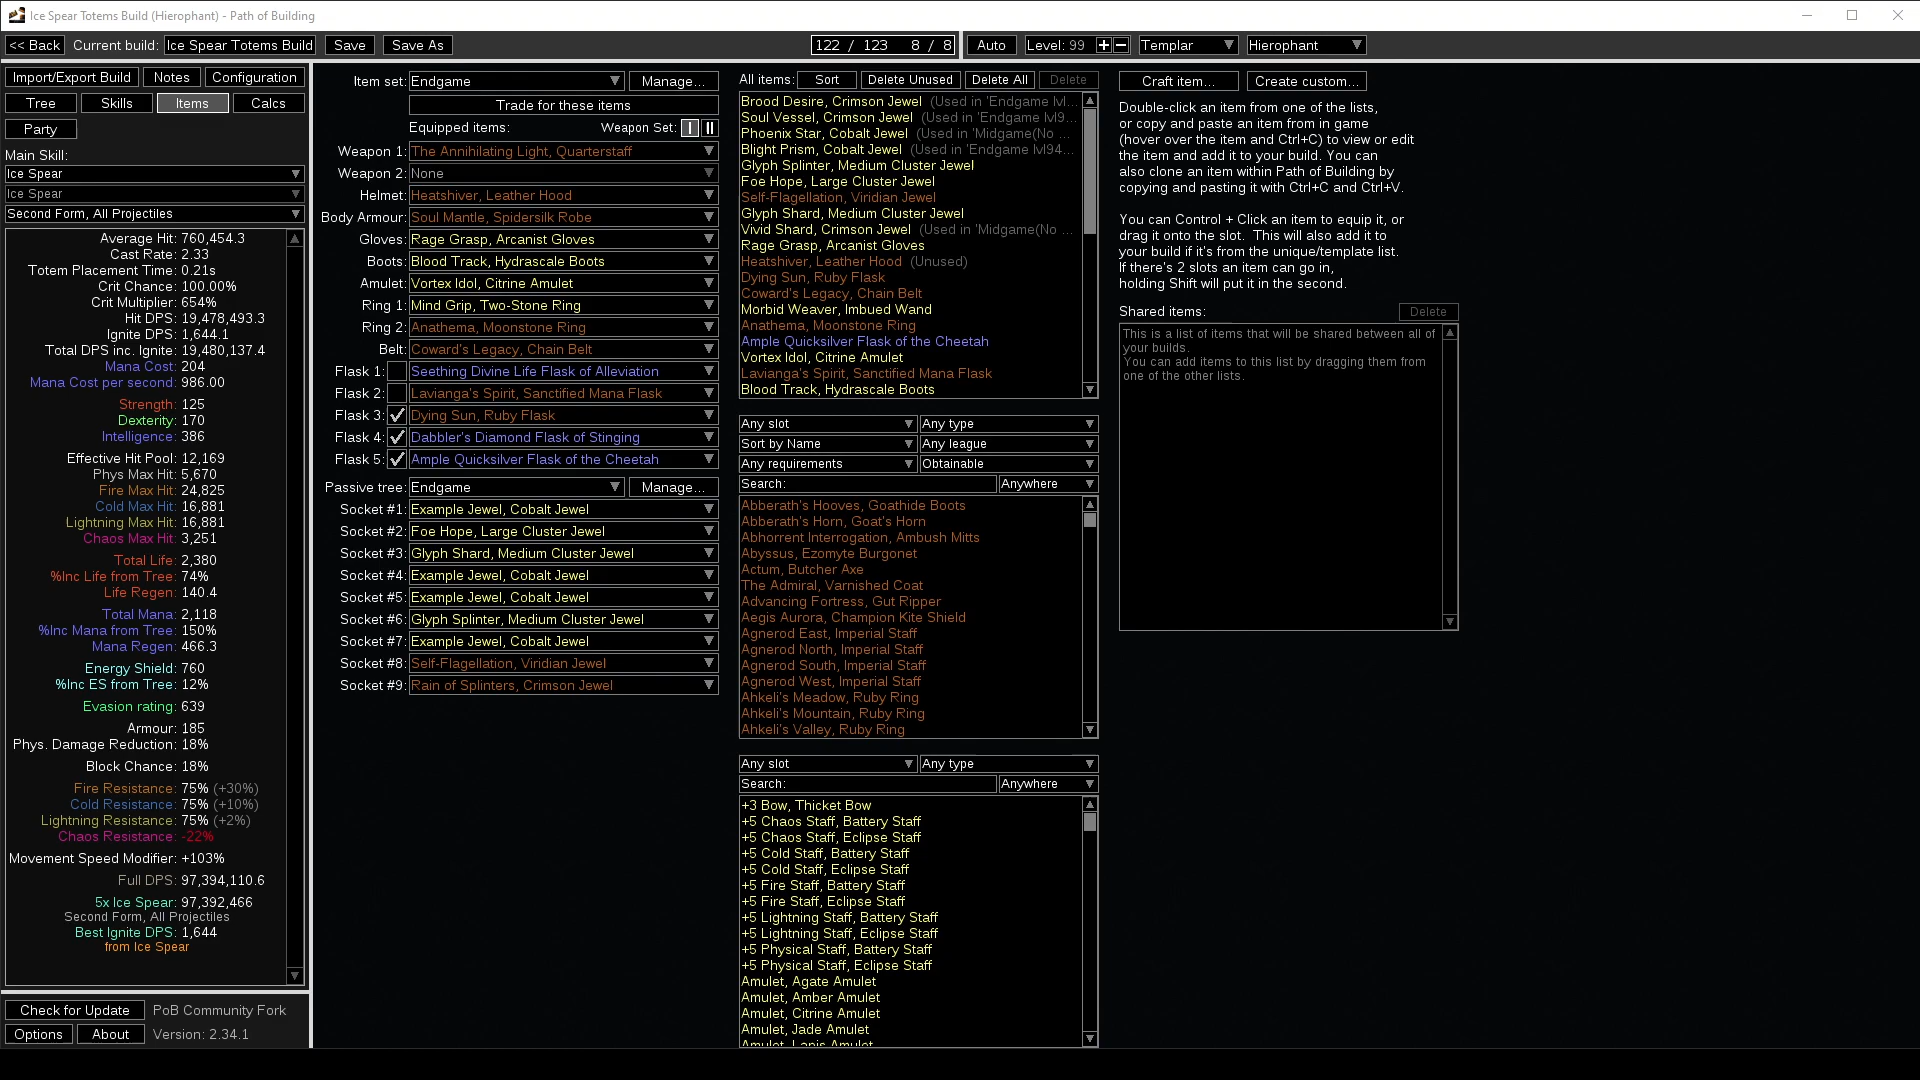 Ice Spear Totems Build (Hierophant) - Path of Building
<< Back
Current build:
Ice Spear Totems Build
Save
Save As
122 / 123 8 / 8
Auto
Level: 99
Templar
Hierophant
Import/Export Build
Notes
Configuration
Tree
Skills
Items
Calcs
Party
Main Skill:
Ice Spear
Ice Spear
Second Form, All Projectiles
Average Hit: 760,454.3
Cast Rate: 2.33
Totem Placement Time: 0.21s
Crit Chance: 100.00%
Crit Multiplier: 654%
Hit DPS: 19,478,493.3
Ignite DPS: 1,644.1
Total DPS inc. Ignite: 19,480,137.4
Mana Cost: 204
Mana Cost per second: 986.00
Strength: 125
Dexterity: 170
Intelligence: 386
Effective Hit Pool: 12,169
Phys Max Hit: 5,670
Fire Max Hit: 24,825
Cold Max Hit: 16,881
Lightning Max Hit: 16,881
Chaos Max Hit: 3,251
Total Life: 2,380
%Inc Life from Tree: 74%
Life Regen: 140.4
Total Mana: 2,118
%Inc Mana from Tree: 150%
Mana Regen: 466.3
Energy Shield: 760
%Inc ES from Tree: 12%
Evasion rating: 639
Armour: 185
Phys. Damage Reduction: 18%
Block Chance: 18%
Fire Resistance: 75% (+30%)
Cold Resistance: 75% (+10%)
Lightning Resistance: 75% (+2%)
Chaos Resistance: -22%
Movement Speed Modifier: +103%
Full DPS: 97,394,110.6
5x Ice Spear: 97,392,466
Second Form, All Projectiles
Best Ignite DPS: 1,644
from Ice Spear
Check for Update
PoB Community Fork
Options
About
Version: 2.34.1
Item set: Endgame
Manage...
Trade for these items
Equipped items:
Weapon Set: I II
Weapon 1: The Annihilating Light, Quarterstaff
Weapon 2: None
Helmet: Heatshiver, Leather Hood
Body Armour: Soul Mantle, Spidersilk Robe
Gloves: Rage Grasp, Arcanist Gloves
Boots: Blood Track, Hydrascale Boots
Amulet: Vortex Idol, Citrine Amulet
Ring 1: Mind Grip, Two-Stone Ring
Ring 2: Anathema, Moonstone Ring
Belt: Coward's Legacy, Chain Belt
Flask 1: Seething Divine Life Flask of Alleviation
Flask 2: Lavianga's Spirit, Sanctified Mana Flask
Flask 3: Dying Sun, Ruby Flask
Flask 4: Dabbler's Diamond Flask of Stinging
Flask 5: Ample Quicksilver Flask of the Cheetah
Passive tree: Endgame
Manage...
Socket #1: Example Jewel, Cobalt Jewel
Socket #2: Foe Hope, Large Cluster Jewel
Socket #3: Glyph Shard, Medium Cluster Jewel
Socket #4: Example Jewel, Cobalt Jewel
Socket #5: Example Jewel, Cobalt Jewel
Socket #6: Glyph Splinter, Medium Cluster Jewel
Socket #7: Example Jewel, Cobalt Jewel
Socket #8: Self-Flagellation, Viridian Jewel
Socket #9: Rain of Splinters, Crimson Jewel
All items:
Sort
Delete Unused
Delete All
Delete
Brood Desire, Crimson Jewel (Used in 'Endgame lvl...
Soul Vessel, Crimson Jewel (Used in 'Endgame lvl9...
Phoenix Star, Cobalt Jewel (Used in 'Midgame(No ...
Blight Prism, Cobalt Jewel (Used in 'Endgame lvl94...
Glyph Splinter, Medium Cluster Jewel
Foe Hope, Large Cluster Jewel
Self-Flagellation, Viridian Jewel
Glyph Shard, Medium Cluster Jewel
Vivid Shard, Crimson Jewel (Used in 'Midgame(No ...
Rage Grasp, Arcanist Gloves
Heatshiver, Leather Hood (Unused)
Dying Sun, Ruby Flask
Coward's Legacy, Chain Belt
Morbid Weaver, Imbued Wand
Anathema, Moonstone Ring
Ample Quicksilver Flask of the Cheetah
Vortex Idol, Citrine Amulet
Lavianga's Spirit, Sanctified Mana Flask
Blood Track, Hydrascale Boots
Any slot
Any type
Sort by Name
Any league
Any requirements
Obtainable
Search:
Anywhere
Abberath's Hooves, Goathide Boots
Abberath's Horn, Goat's Horn
Abhorrent Interrogation, Ambush Mitts
Abyssus, Ezomyte Burgonet
Actum, Butcher Axe
The Admiral, Varnished Coat
Advancing Fortress, Gut Ripper
Aegis Aurora, Champion Kite Shield
Agnerod East, Imperial Staff
Agnerod North, Imperial Staff
Agnerod South, Imperial Staff
Agnerod West, Imperial Staff
Ahkeli's Meadow, Ruby Ring
Ahkeli's Mountain, Ruby Ring
Ahkeli's Valley, Ruby Ring
Any slot
Any type
Search:
Anywhere
+3 Bow, Thicket Bow
+5 Chaos Staff, Battery Staff
+5 Chaos Staff, Eclipse Staff
+5 Cold Staff, Battery Staff
+5 Cold Staff, Eclipse Staff
+5 Fire Staff, Battery Staff
+5 Fire Staff, Eclipse Staff
+5 Lightning Staff, Battery Staff
+5 Lightning Staff, Eclipse Staff
+5 Physical Staff, Battery Staff
+5 Physical Staff, Eclipse Staff
Amulet, Agate Amulet
Amulet, Amber Amulet
Amulet, Citrine Amulet
Amulet, Jade Amulet
Amulet, Lapis Amulet
Craft item...
Create custom...
Double-click an item from one of the lists,
or copy and paste an item from in game
(hover over the item and Ctrl+C) to view or edit
the item and add it to your build. You can
also clone an item within Path of Building by
copying and pasting it with Ctrl+C and Ctrl+V.
You can Control + Click an item to equip it, or
drag it onto the slot. This will also add it to
your build if it's from the unique/template list.
If there's 2 slots an item can go in,
holding Shift will put it in the second.
Shared items:
Delete
This is a list of items that will be shared between all of
your builds.
You can add items to this list by dragging them from
one of the other lists.